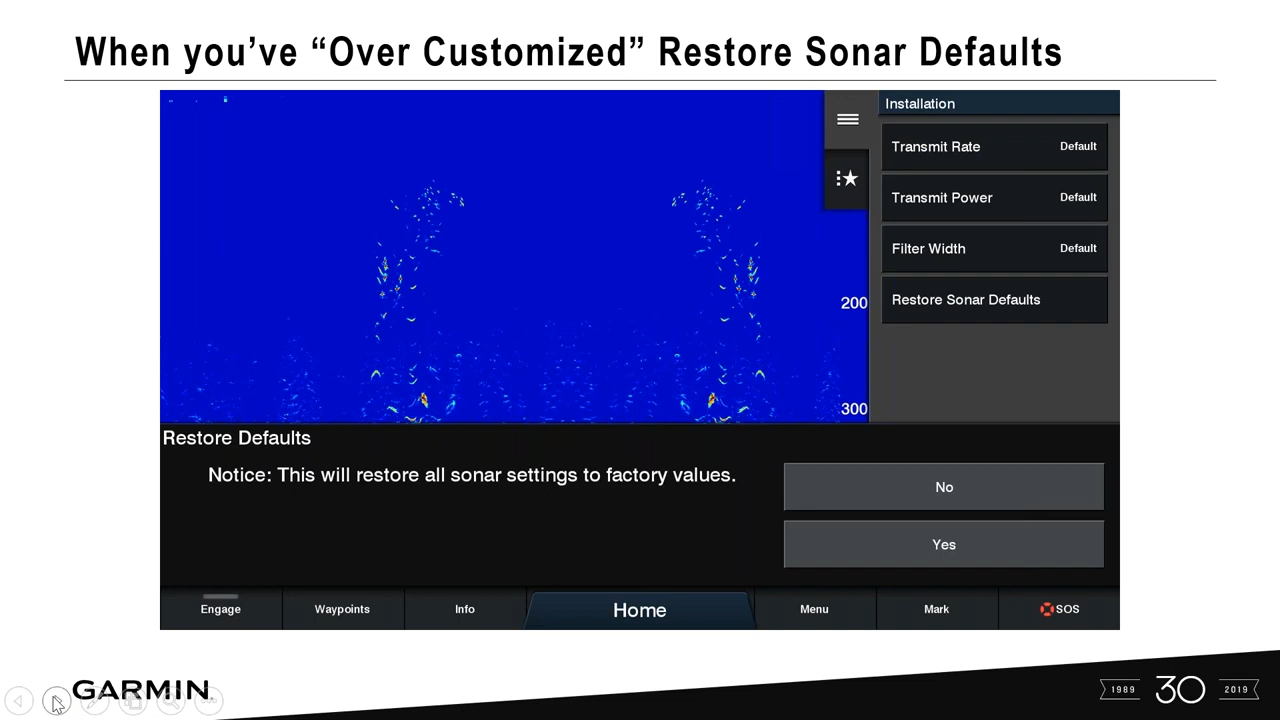 When you've “Over Customized” Restore Sonar Defaults
Installation
Transmit Rate Default
Transmit Power Default
Filter Width Default
Restore Sonar Defaults
200
300
Restore Defaults
Notice: This will restore all sonar settings to factory values.
No
Yes
Engage
Waypoints
Info
Home
Menu
Mark
SOS
GARMIN
1989 30 2019